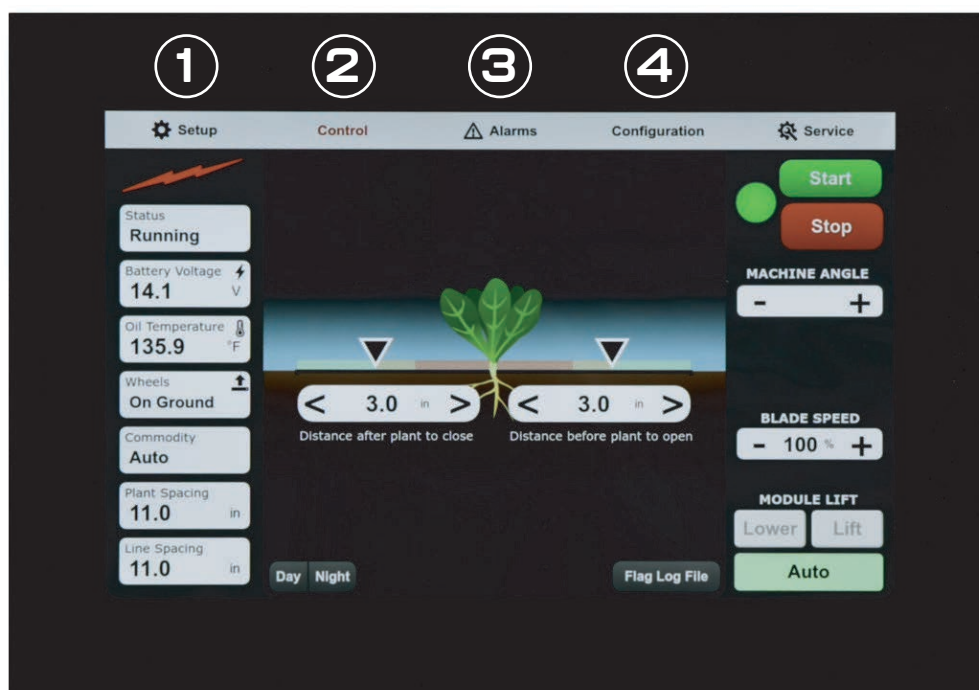 1 2 3 4
Setup Control Alarms Configuration Service
Status
Running
Battery Voltage
14.1 V
Oil Temperature
135.9 °F
Wheels
On Ground
Commodity
Auto
Plant Spacing
11.0 in
Line Spacing
11.0 in
< 3.0 in >
Distance after plant to close
< 3.0 in >
Distance before plant to open
Day Night
Flag Log File
Start
Stop
MACHINE ANGLE
- +
BLADE SPEED
- 100 % +
MODULE LIFT
Lower Lift
Auto